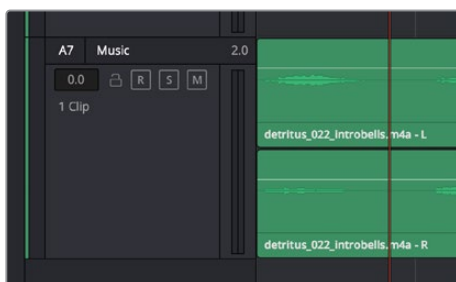 A7 Music 2.0
0.0 R S M
1 Clip
detritus_022_introbells.m4a - L
detritus_022_introbells.m4a - R